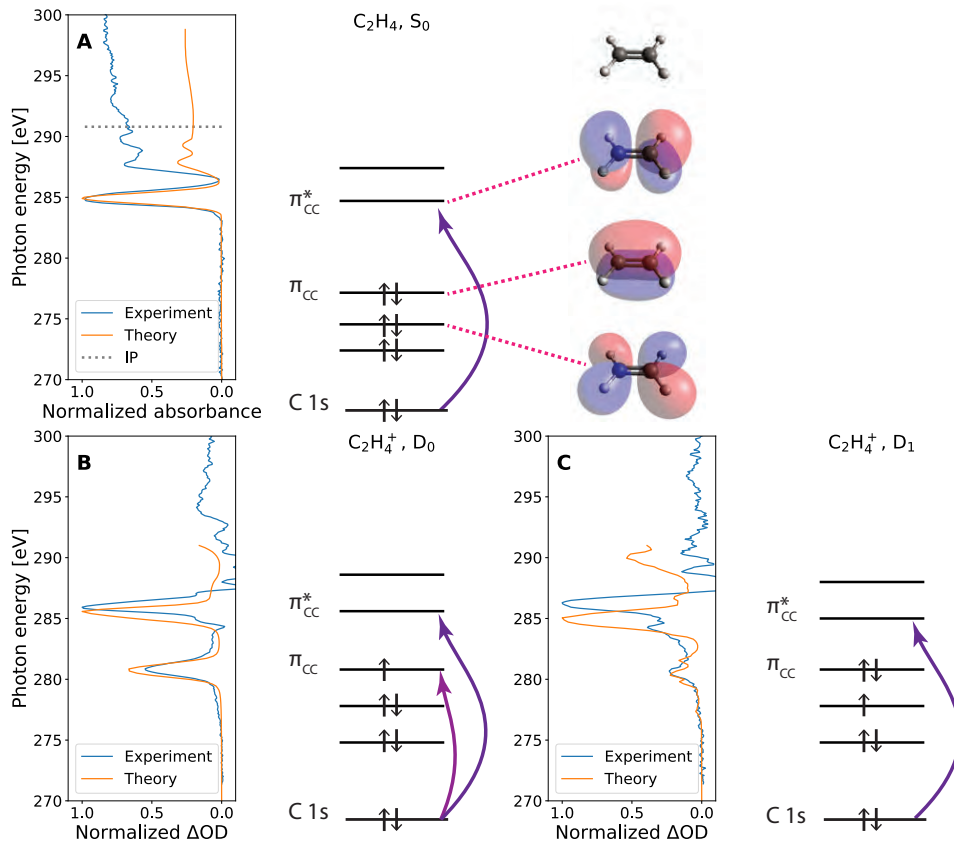 A
Photon energy [eV]
300
295
290
285
280
275
270
Experiment
Theory
IP
1.0 0.5 0.0
Normalized absorbance
C₂H₄, S₀
π*CC
πCC
C 1s
B
Photon energy [eV]
300
295
290
285
280
275
270
Experiment
Theory
1.0 0.5 0.0
Normalized ΔOD
C₂H₄⁺, D₀
π*CC
πCC
C 1s
C
300
295
290
285
280
275
270
Experiment
Theory
1.0 0.5 0.0
Normalized ΔOD
C₂H₄⁺, D₁
π*CC
πCC
C 1s